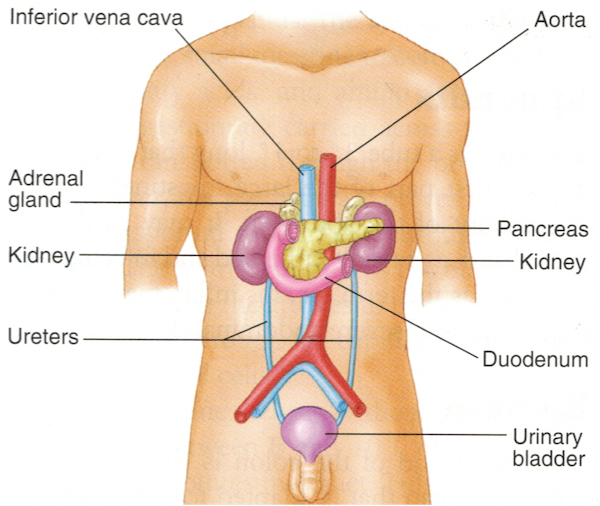 Inferior vena cava
Aorta
Adrenal
gland
Pancreas
Kidney
Kidney
Ureters
Duodenum
Urinary
bladder